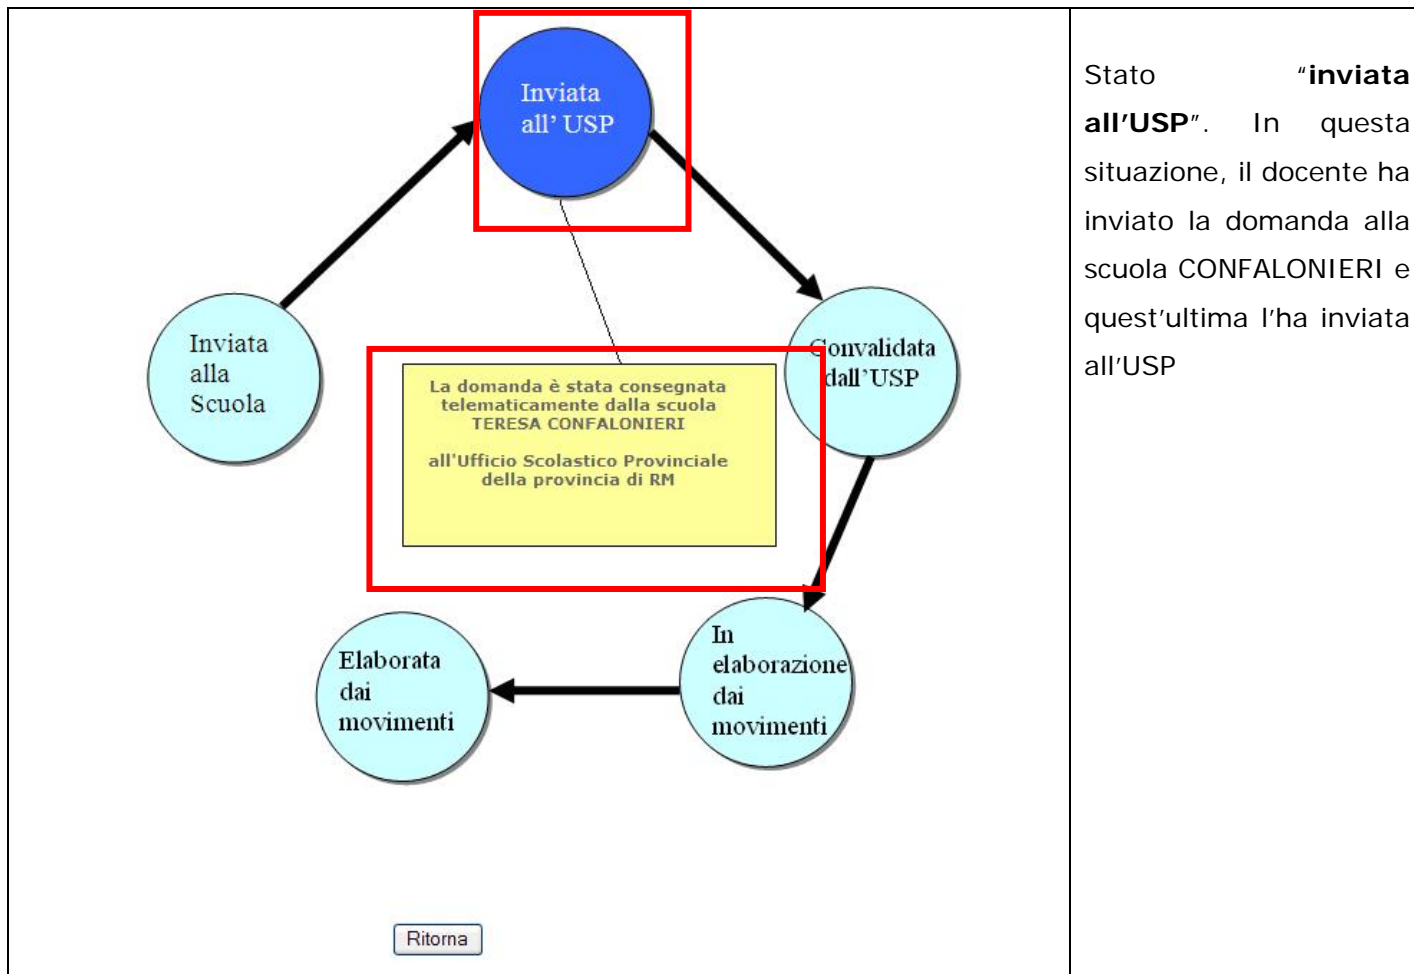 Inviata
all' USP
Inviata
alla
Scuola
Convalidata
dall'USP
La domanda è stata consegnata
telematicamente dalla scuola
TERESA CONFALONIERI
all'Ufficio Scolastico Provinciale
della provincia di RM
In
elaborazione
dai
movimenti
Elaborata
dai
movimenti
Ritorna
Stato "inviata
all'USP". In questa
situazione, il docente ha
inviato la domanda alla
scuola CONFALONIERI e
quest'ultima l'ha inviata
all'USP